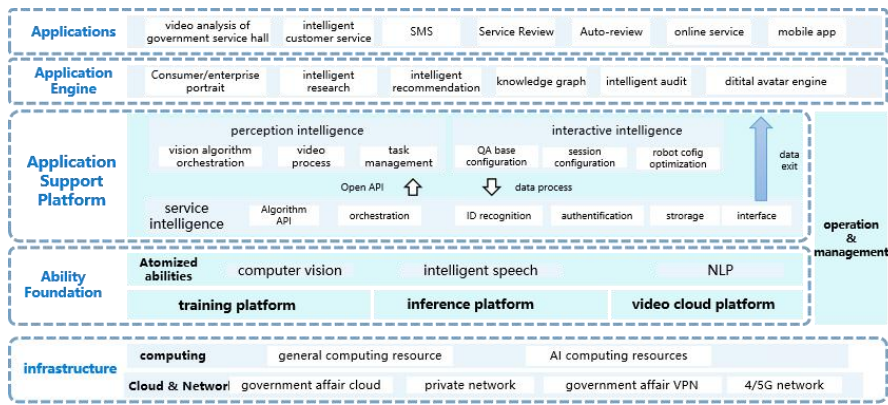 Applications
video analysis of
government service hall
intelligent
customer service
SMS
Service Review
Auto-review
online service
mobile app
Application
Engine
Consumer/enterprise
portrait
intelligent
research
intelligent
recommendation
knowledge graph
intelligent audit
ditital avatar engine
Application
Support
Platform
perception intelligence
vision algorithm
orchestration
video
process
task
management
interactive intelligence
QA base
configuration
session
configuration
robot cofig
optimization
data
exit
Open API
data process
service
intelligence
Algorithm
API
orchestration
ID recognition
authentification
strorage
interface
operation
&
management
Ability
Foundation
Atomized
abilities
computer vision
intelligent speech
NLP
training platform
inference platform
video cloud platform
infrastructure
computing
general computing resource
AI computing resources
Cloud & Network
government affair cloud
private network
government affair VPN
4/5G network